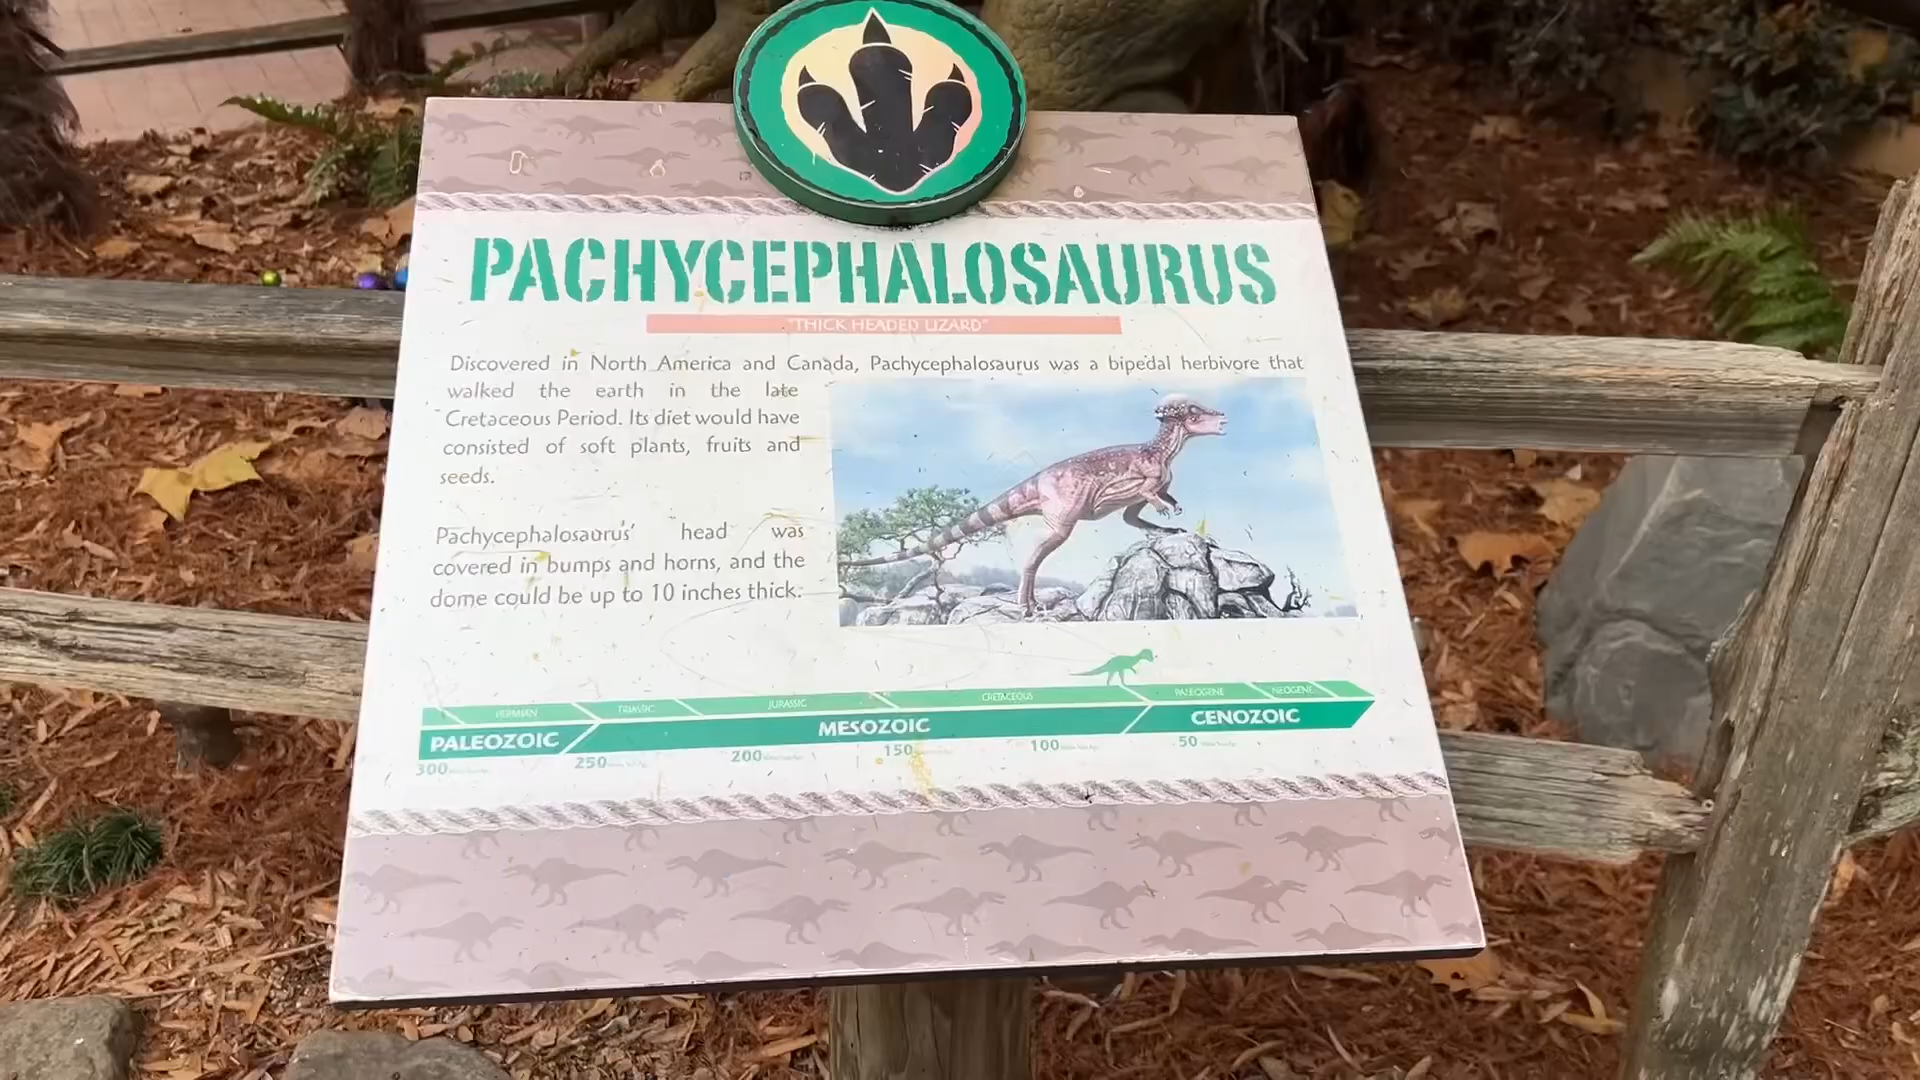 PACHYCEPHALOSAURUS
"THICK HEADED LIZARD"
Discovered in North America and Canada, Pachycephalosaurus was a bipedal herbivore that
walked the earth in the late
Cretaceous Period. Its diet would have
consisted of soft plants, fruits and
seeds.
Pachycephalosaurus' head was
covered in bumps and horns, and the
dome could be up to 10 inches thick.
PERMIAN TRIASSIC JURASSIC CRETACEOUS PALEOGENE NEOGENE
PALEOZOIC MESOZOIC CENOZOIC
300 250 200 150 100 50